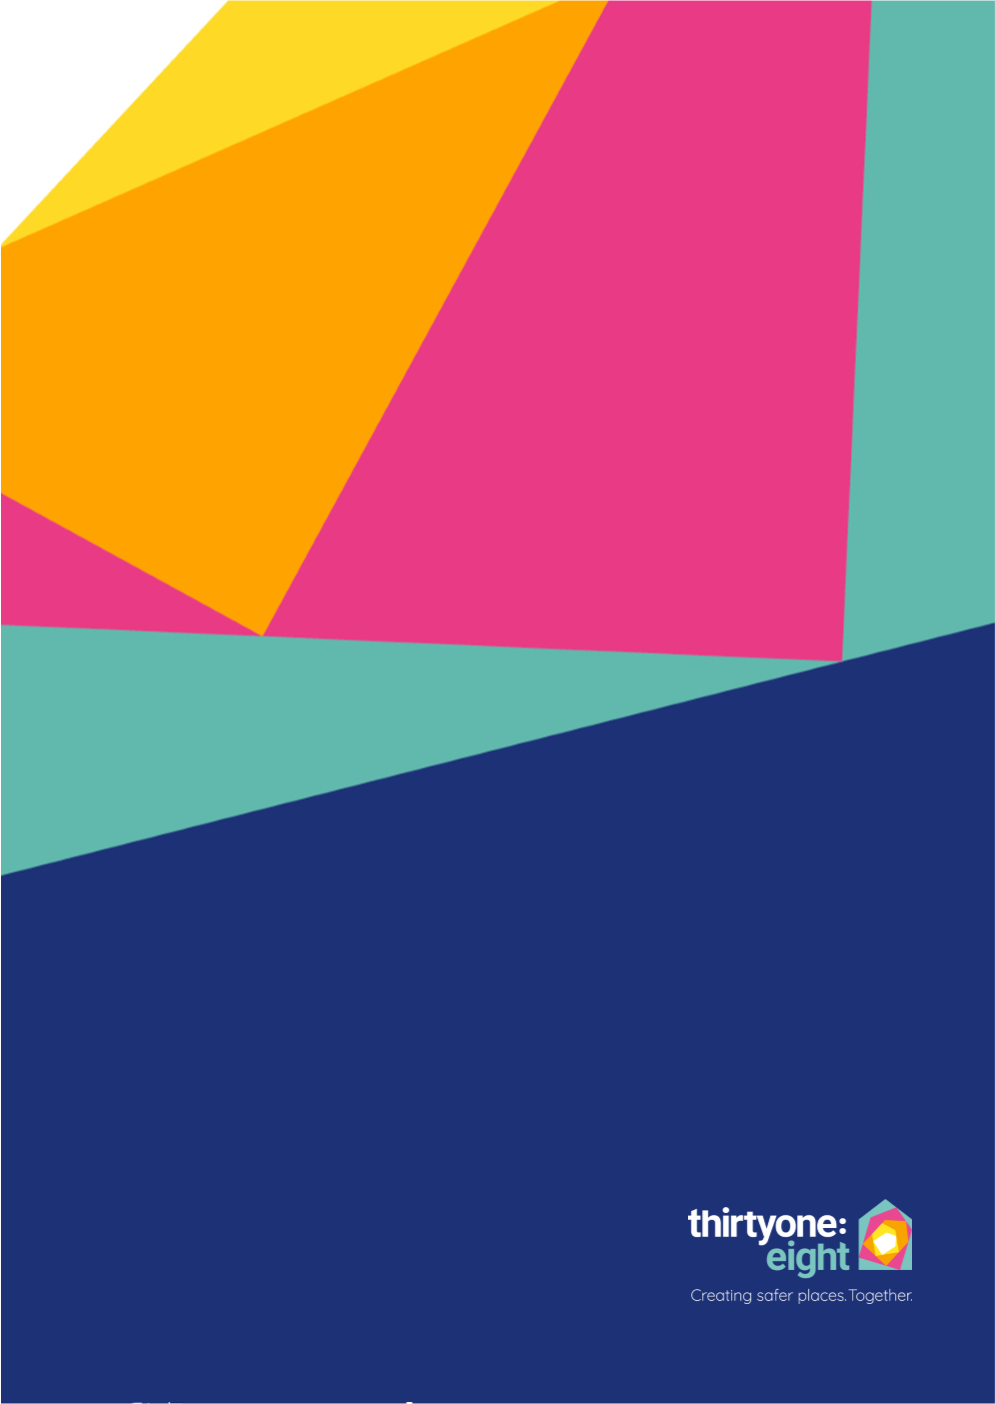 thirtyone:
eight
Creating safer places. Together.